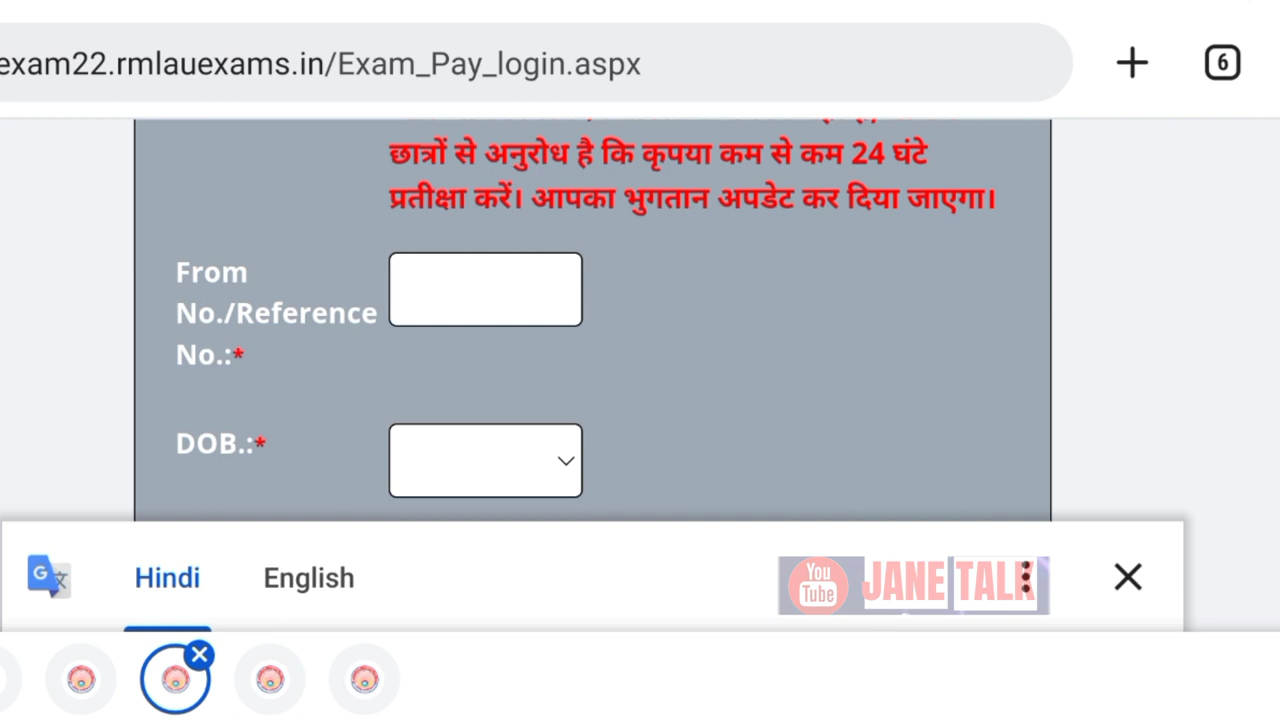 exam22.rmlauexams.in/Exam_Pay_login.aspx
6
छात्रों से अनुरोध है कि कृपया कम से कम 24 घंटे
प्रतीक्षा करें। आपका भुगतान अपडेट कर दिया जाएगा।
From
No./Reference
No.:*
DOB.:*
Hindi English
You
Tube
JANE TALK